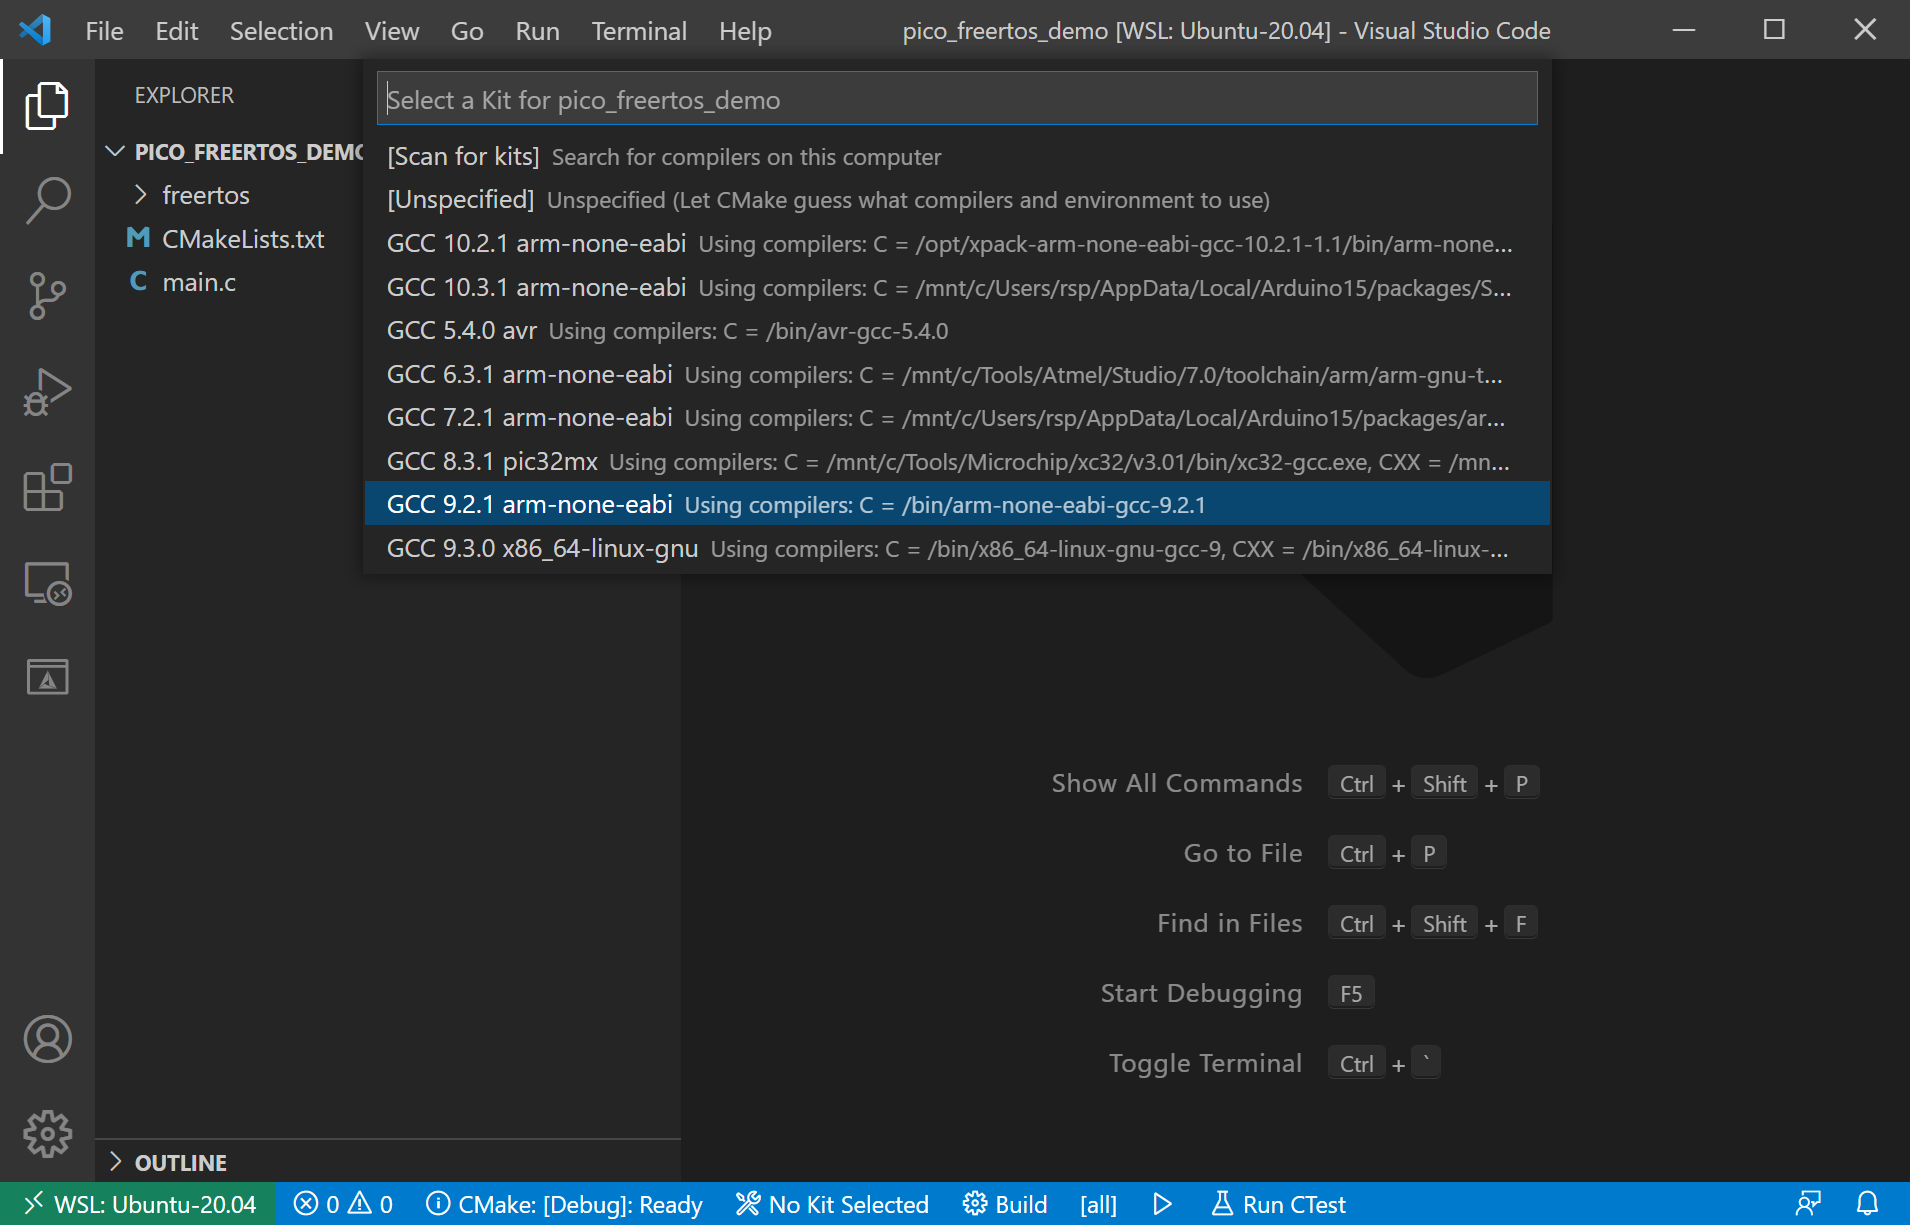 File Edit Selection View Go Run Terminal Help pico_freertos_demo [WSL: Ubuntu-20.04] - Visual Studio Code
Select a Kit for pico_freertos_demo
[Scan for kits] Search for compilers on this computer
[Unspecified] Unspecified (Let CMake guess what compilers and environment to use)
GCC 10.2.1 arm-none-eabi Using compilers: C = /opt/xpack-arm-none-eabi-gcc-10.2.1-1.1/bin/arm-none...
GCC 10.3.1 arm-none-eabi Using compilers: C = /mnt/c/Users/rsp/AppData/Local/Arduino15/packages/S...
GCC 5.4.0 avr Using compilers: C = /bin/avr-gcc-5.4.0
GCC 6.3.1 arm-none-eabi Using compilers: C = /mnt/c/Tools/Atmel/Studio/7.0/toolchain/arm/arm-gnu-t...
GCC 7.2.1 arm-none-eabi Using compilers: C = /mnt/c/Users/rsp/AppData/Local/Arduino15/packages/ar...
GCC 8.3.1 pic32mx Using compilers: C = /mnt/c/Tools/Microchip/xc32/v3.01/bin/xc32-gcc.exe, CXX = /mn...
GCC 9.2.1 arm-none-eabi Using compilers: C = /bin/arm-none-eabi-gcc-9.2.1
GCC 9.3.0 x86_64-linux-gnu Using compilers: C = /bin/x86_64-linux-gnu-gcc-9, CXX = /bin/x86_64-linux-...
EXPLORER
PICO_FREERTOS_DEMO
freertos
M CMakeLists.txt
C main.c
OUTLINE
Show All Commands Ctrl + Shift + P
Go to File Ctrl + P
Find in Files Ctrl + Shift + F
Start Debugging F5
Toggle Terminal Ctrl + `
WSL: Ubuntu-20.04 0 0 CMake: [Debug]: Ready No Kit Selected Build [all] Run CTest